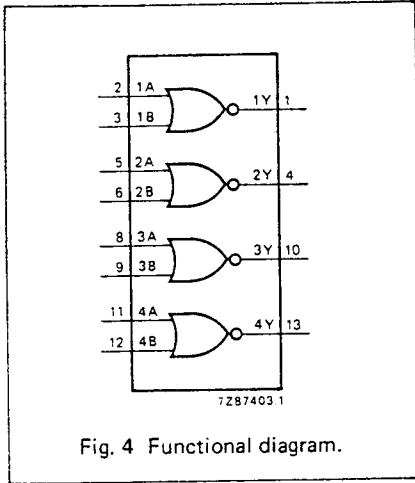 2 1A 1Y 1
3 1B
5 2A 2Y 4
6 2B
8 3A 3Y 10
9 3B
11 4A 4Y 13
12 4B
7Z87403.1
Fig. 4 Functional diagram.